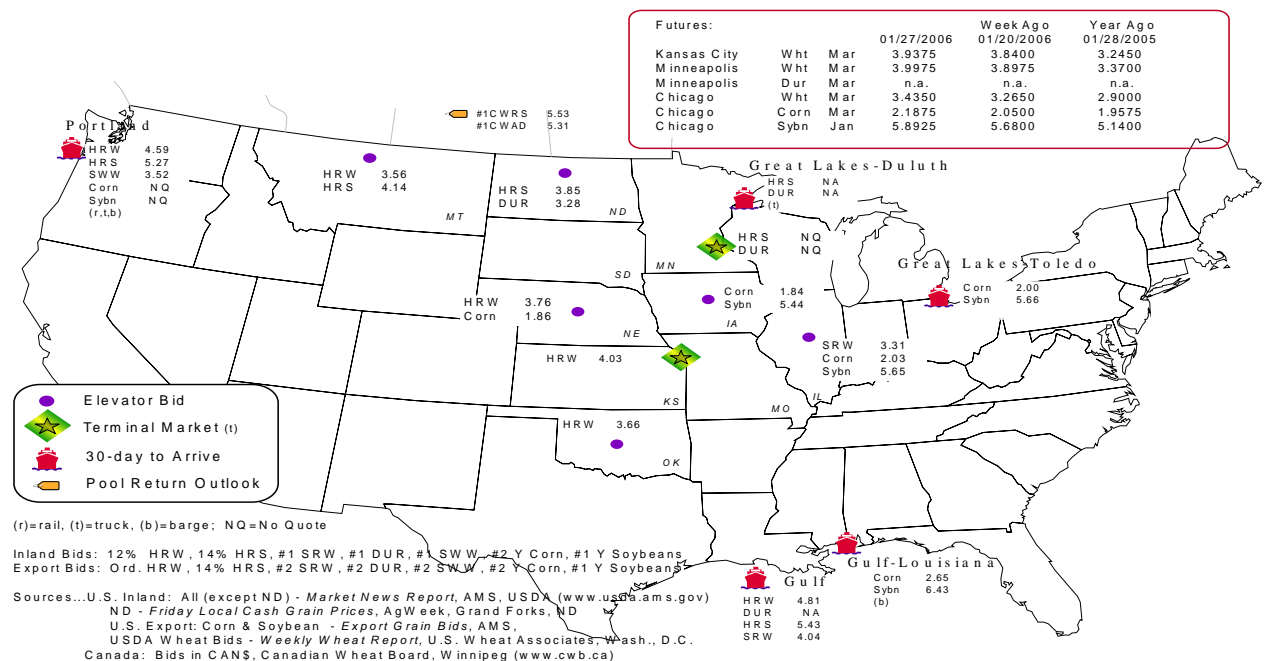 Futures: Week Ago Year Ago
01/27/2006 01/20/2006 01/28/2005
Kansas City Wht Mar 3.9375 3.8400 3.2450
Minneapolis Wht Mar 3.9975 3.8975 3.3700
Minneapolis Dur Mar n.a. n.a. n.a.
Chicago Wht Mar 3.4350 3.2650 2.9000
Chicago Corn Mar 2.1875 2.0500 1.9575
Chicago Sybn Jan 5.8925 5.6800 5.1400
#1CWRS 5.53
#1CWAD 5.31
Portland
HRW 4.59
HRS 5.27
SWW 3.52
Corn NQ
Sybn NQ
(r,t,b)
HRW 3.56
HRS 4.14
MT
HRS 3.85
DUR 3.28
ND
Great Lakes-Duluth
HRS NA
DUR NA
(t)
HRS NQ
DUR NQ
MN
SD
Great Lakes-Toledo
Corn 2.00
Sybn 5.66
HRW 3.76
Corn 1.86
NE
Corn 1.84
Sybn 5.44
IA
SRW 3.31
Corn 2.03
Sybn 5.65
IL
HRW 4.03
KS
MO
HRW 3.66
OK
Elevator Bid
Terminal Market (t)
30-day to Arrive
Pool Return Outlook
(r)=rail, (t)=truck, (b)=barge; NQ=No Quote
Inland Bids: 12% HRW, 14% HRS, #1 SRW, #1 DUR, #1 SWW, #2 Y Corn, #1 Y Soybeans
Export Bids: Ord. HRW, 14% HRS, #2 SRW, #2 DUR, #2 SWW, #2 Y Corn, #1 Y Soybeans
Gulf-Louisiana
Corn 2.65
Sybn 6.43
(b)
Gulf
HRW 4.81
DUR NA
HRS 5.43
SRW 4.04
Sources...U.S. Inland: All (except ND) - Market News Report, AMS, USDA (www.usda.ams.gov)
ND - Friday Local Cash Grain Prices, AgWeek, Grand Forks, ND
U.S. Export: Corn & Soybean - Export Grain Bids, AMS,
USDA Wheat Bids - Weekly Wheat Report, U.S. Wheat Associates, Wash., D.C.
Canada: Bids in CAN$, Canadian Wheat Board, Winnipeg (www.cwb.ca)